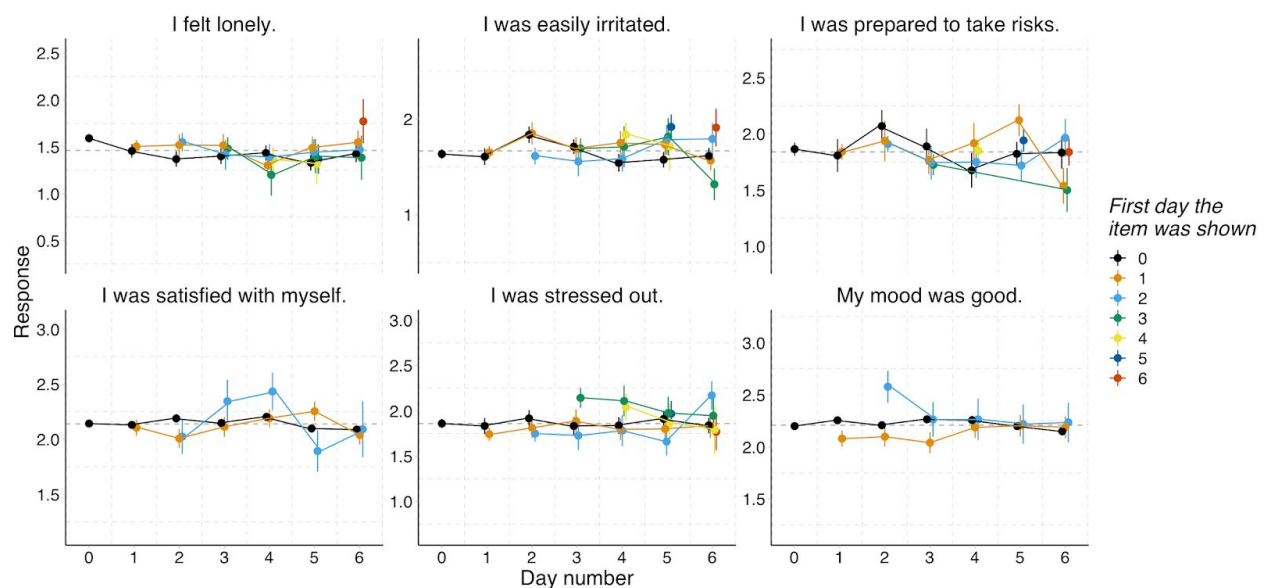 I felt lonely.
I was easily irritated.
I was prepared to take risks.
2.5
2.0
1.5
1.0
0.5
2
1
2.5
2.0
1.5
1.0
Response
I was satisfied with myself.
I was stressed out.
My mood was good.
3.0
2.5
2.0
1.5
3.0
2.5
2.0
1.5
1.0
3.0
2.5
2.0
1.5
0 1 2 3 4 5 6
0 1 2 3 4 5 6
0 1 2 3 4 5 6
Day number
First day the
item was shown
0
1
2
3
4
5
6